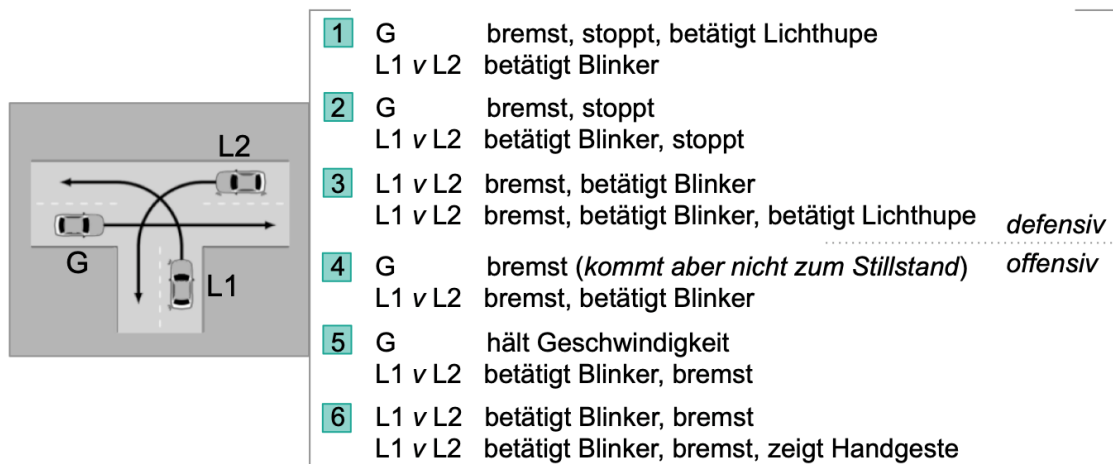 L2
G
L1
1 G bremst, stoppt, betätigt Lichthupe
L1 v L2 betätigt Blinker
2 G bremst, stoppt
L1 v L2 betätigt Blinker, stoppt
3 L1 v L2 bremst, betätigt Blinker
L1 v L2 bremst, betätigt Blinker, betätigt Lichthupe
defensiv
offensiv
4 G bremst (kommt aber nicht zum Stillstand)
L1 v L2 bremst, betätigt Blinker
5 G hält Geschwindigkeit
L1 v L2 betätigt Blinker, bremst
6 L1 v L2 betätigt Blinker, bremst
L1 v L2 betätigt Blinker, bremst, zeigt Handgeste